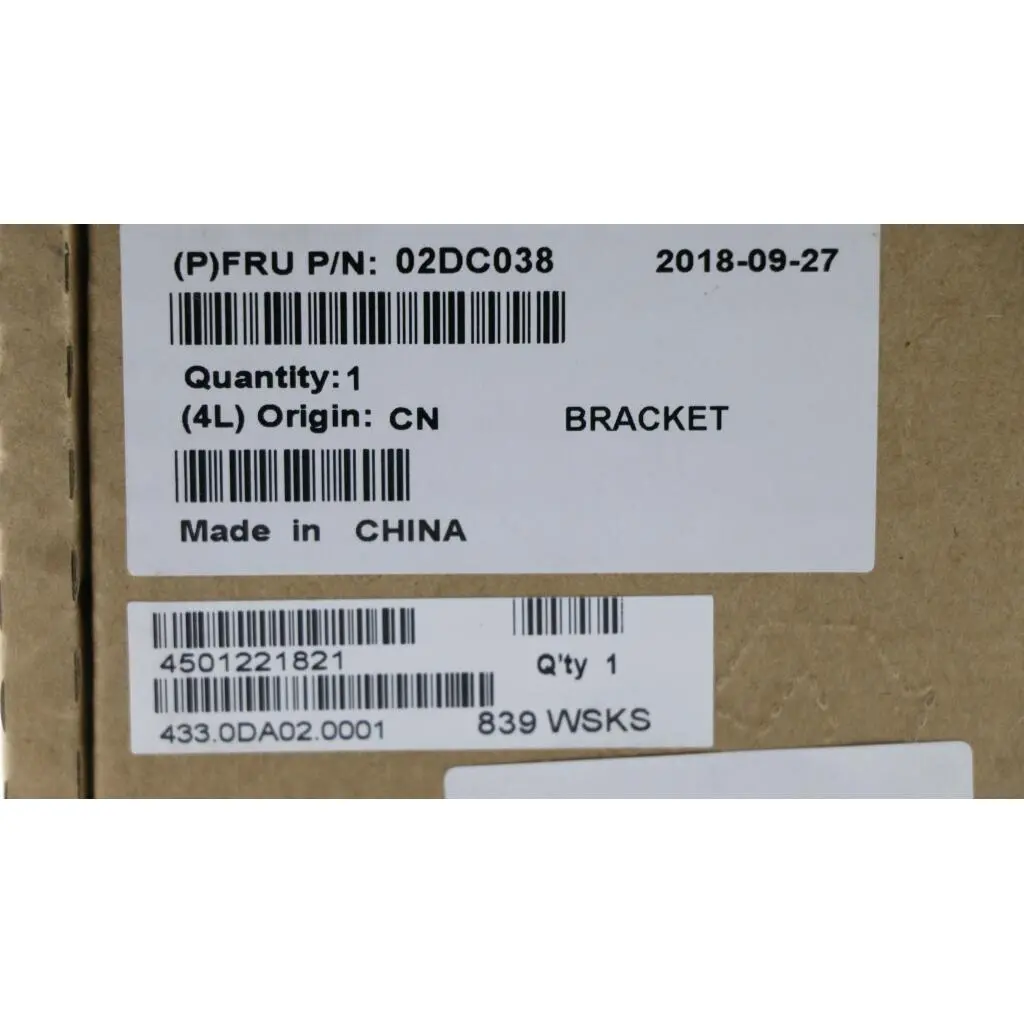 (P)FRU P/N: 02DC038 2018-09-27
Quantity:1
(4L) Origin: CN BRACKET
Made in CHINA
4501221821 Q'ty 1
433.0DA02.0001 839 WSKS